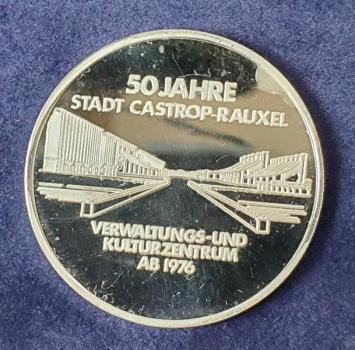 50 JAHRE
STADT CASTROP-RAUXEL
VERWALTUNGS-UND
KULTURZENTRUM
AB 1976